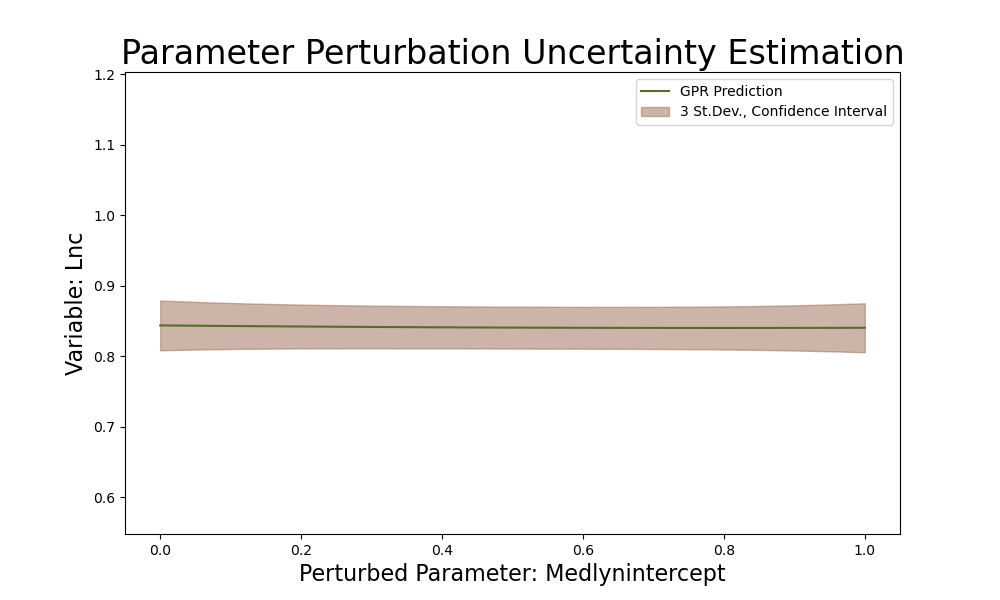 Parameter Perturbation Uncertainty Estimation
GPR Prediction
3 St.Dev., Confidence Interval
Variable: Lnc
1.2
1.1
1.0
0.9
0.8
0.7
0.6
0.0 0.2 0.4 0.6 0.8 1.0
Perturbed Parameter: Medlynintercept